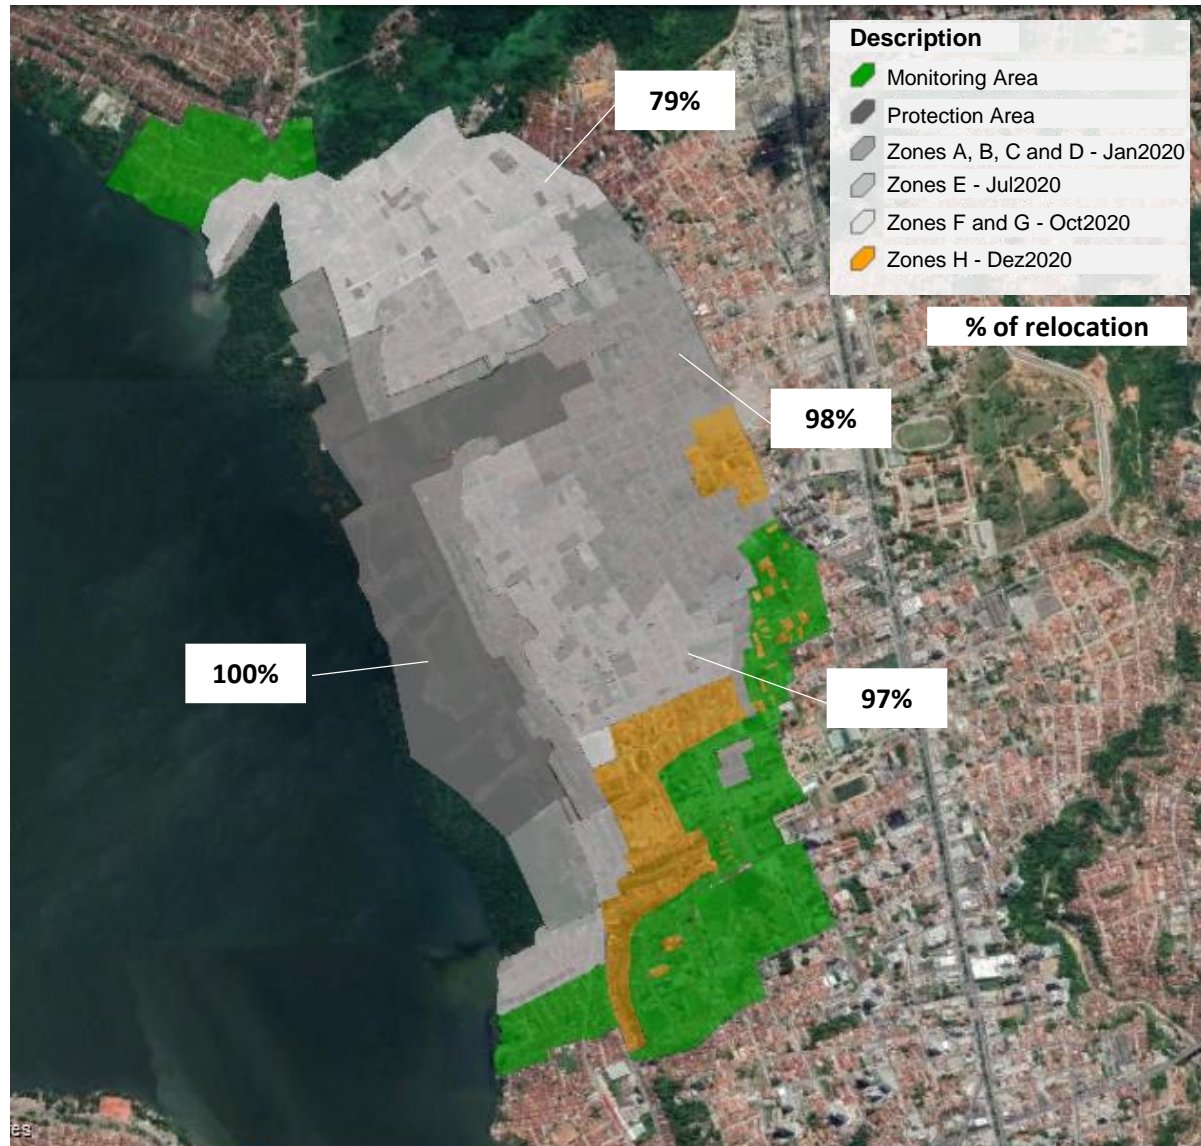 Description
Monitoring Area
Protection Area
Zones A, B, C and D - Jan2020
Zones E - Jul2020
Zones F and G - Oct2020
Zones H - Dez2020
% of relocation
79%
98%
100%
97%
es